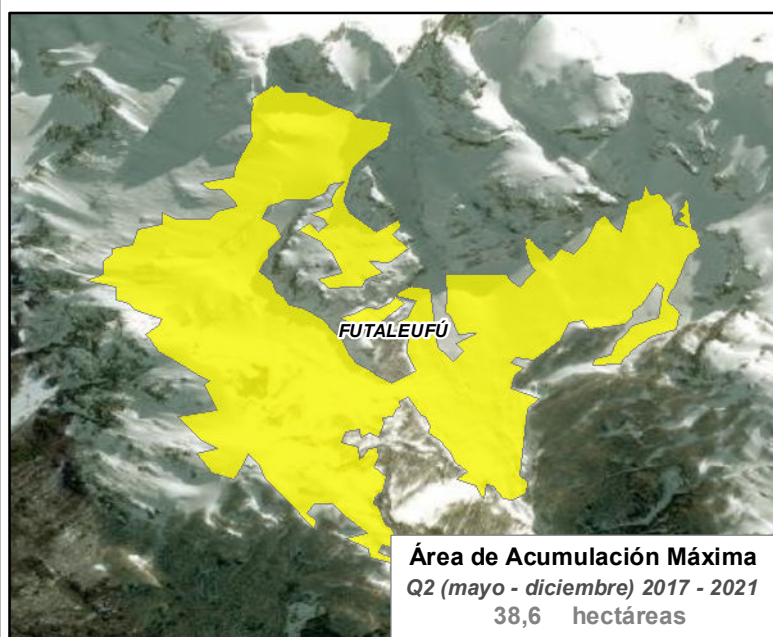 FUTALEUFÚ
Área de Acumulación Máxima
Q2 (mayo - diciembre) 2017 - 2021
38,6 hectáreas